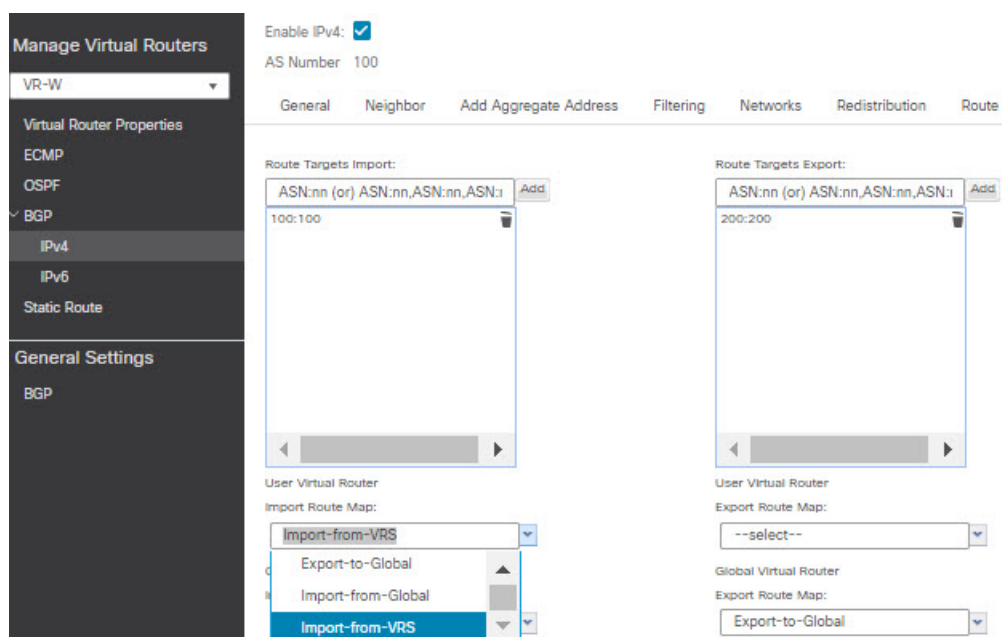 Manage Virtual Routers
VR-W
Virtual Router Properties
ECMP
OSPF
BGP
IPv4
IPv6
Static Route
General Settings
BGP
Enable IPv4:
AS Number 100
General Neighbor Add Aggregate Address Filtering Networks Redistribution Route
Route Targets Import:
ASN:nn (or) ASN:nn,ASN:nn,ASN:r Add
100:100
User Virtual Router
Import Route Map:
Import-from-VRS
Export-to-Global
Import-from-Global
Import-from-VRS
Route Targets Export:
ASN:nn (or) ASN:nn,ASN:nn,ASN:r Add
200:200
User Virtual Router
Export Route Map:
--select--
Global Virtual Router
Export Route Map:
Export-to-Global